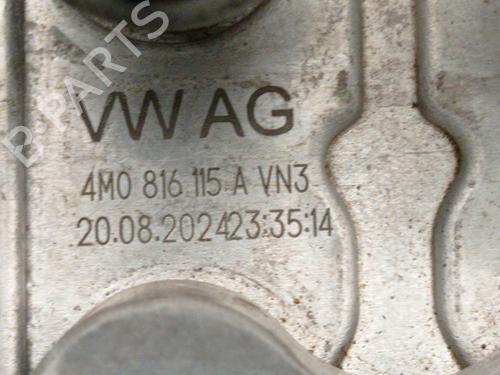 B PARTS
VW AG
4M0 816 115 A VN3
20.08.202423:35:14